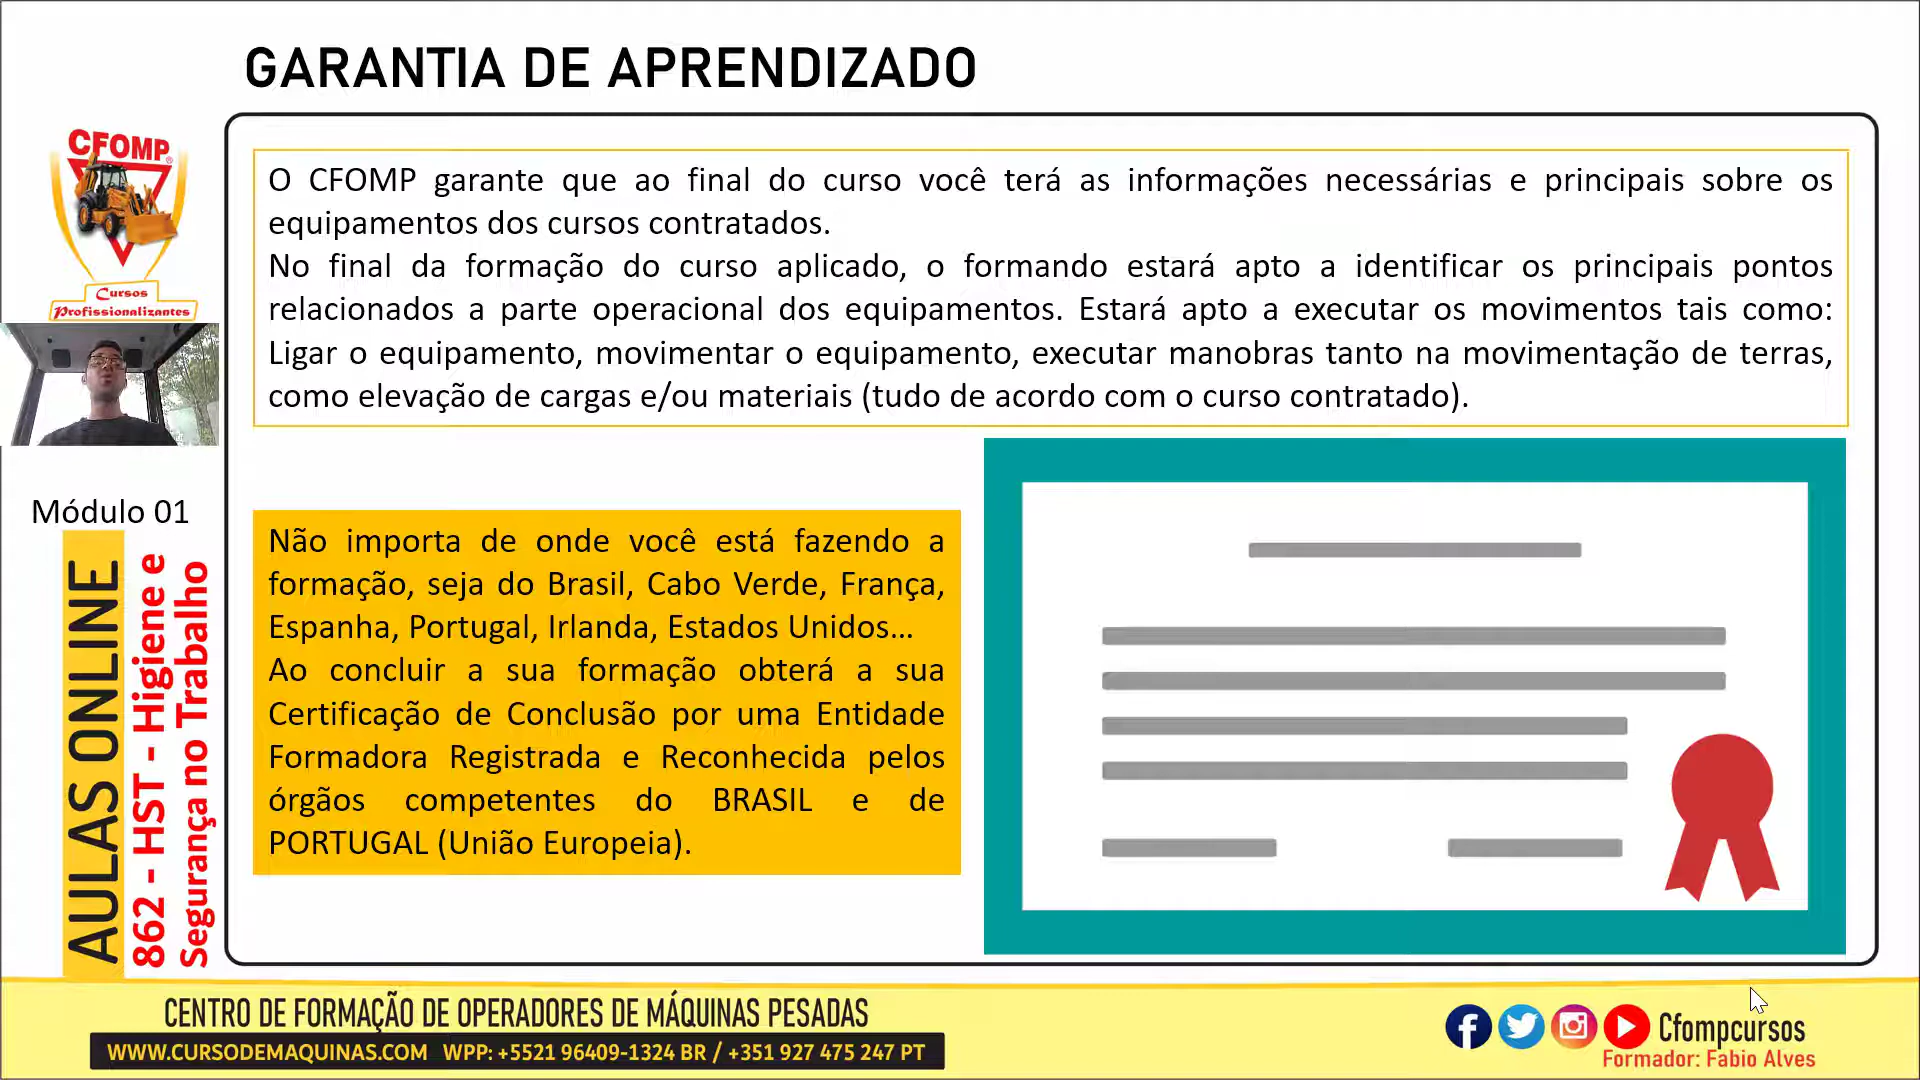 GARANTIA DE APRENDIZADO
CFOMP®
Cursos
Profissionalizantes
O CFOMP garante que ao final do curso você terá as informações necessárias e principais sobre os
equipamentos dos cursos contratados.
No final da formação do curso aplicado, o formando estará apto a identificar os principais pontos
relacionados a parte operacional dos equipamentos. Estará apto a executar os movimentos tais como:
Ligar o equipamento, movimentar o equipamento, executar manobras tanto na movimentação de terras,
como elevação de cargas e/ou materiais (tudo de acordo com o curso contratado).
Módulo 01
AULAS ONLINE
862 - HST - Higiene e
Segurança no Trabalho
Não importa de onde você está fazendo a
formação, seja do Brasil, Cabo Verde, França,
Espanha, Portugal, Irlanda, Estados Unidos...
Ao concluir a sua formação obterá a sua
Certificação de Conclusão por uma Entidade
Formadora Registrada e Reconhecida pelos
órgãos competentes do BRASIL e de
PORTUGAL (União Europeia).
CENTRO DE FORMAÇÃO DE OPERADORES DE MÁQUINAS PESADAS
WWW.CURSODEMAQUINAS.COM WPP: +5521 96409-1324 BR / +351 927 475 247 PT
Cfompcursos
Formador: Fabio Alves